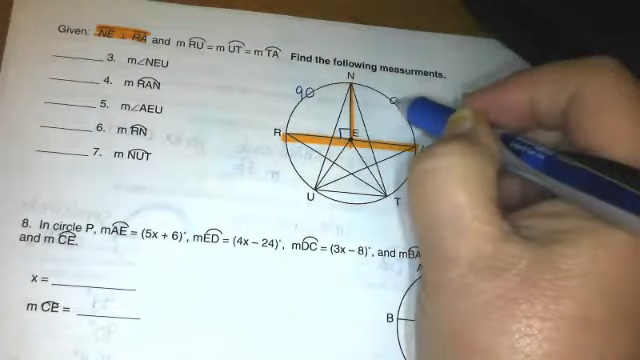 Given: NE ⊥ RA and m RU = m UT = m TA Find the following measurments.
3. m∠NEU
4. m RAN
5. m∠AEU
6. m RN
7. m NUT
N
90
R
E
U
T
8. In circle P, mAE = (5x + 6)°, mED = (4x – 24)°, mDC = (3x – 8)°, and mBA
and m CE.
x =
m CE =
A
B